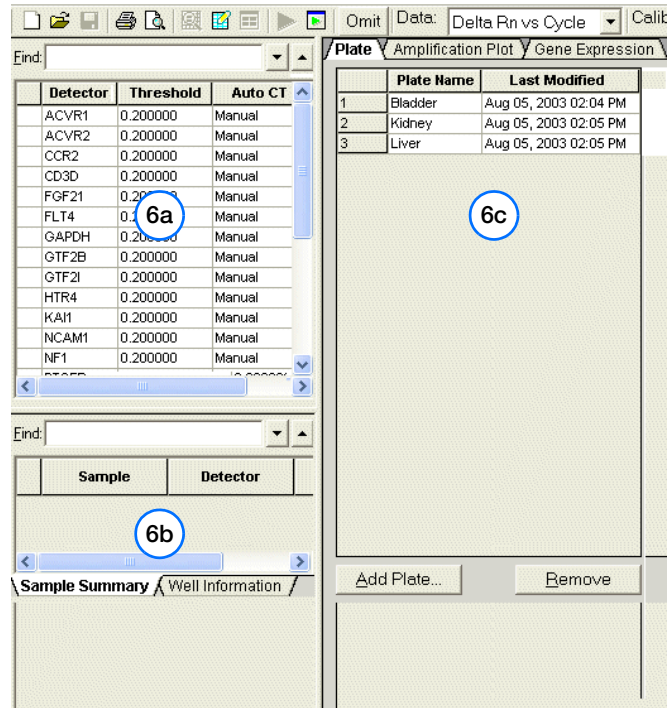 Omit Data: Delta Rn vs Cycle Calib
Find:
Plate Amplification Plot Gene Expression
Detector Threshold Auto CT
ACVR1 0.200000 Manual
ACVR2 0.200000 Manual
CCR2 0.200000 Manual
CD3D 0.200000 Manual
FGF21 Manual
FLT4 Manual
GAPDH Manual
GTF2B 0.200000 Manual
GTF2I 0.200000 Manual
HTR4 0.200000 Manual
KAI1 0.200000 Manual
NCAM1 0.200000 Manual
NF1 0.200000 Manual
6a
Plate Name Last Modified
1 Bladder Aug 05, 2003 02:04 PM
2 Kidney Aug 05, 2003 02:05 PM
3 Liver Aug 05, 2003 02:05 PM
6c
Find:
Sample Detector
6b
Sample Summary Well Information
Add Plate... Remove